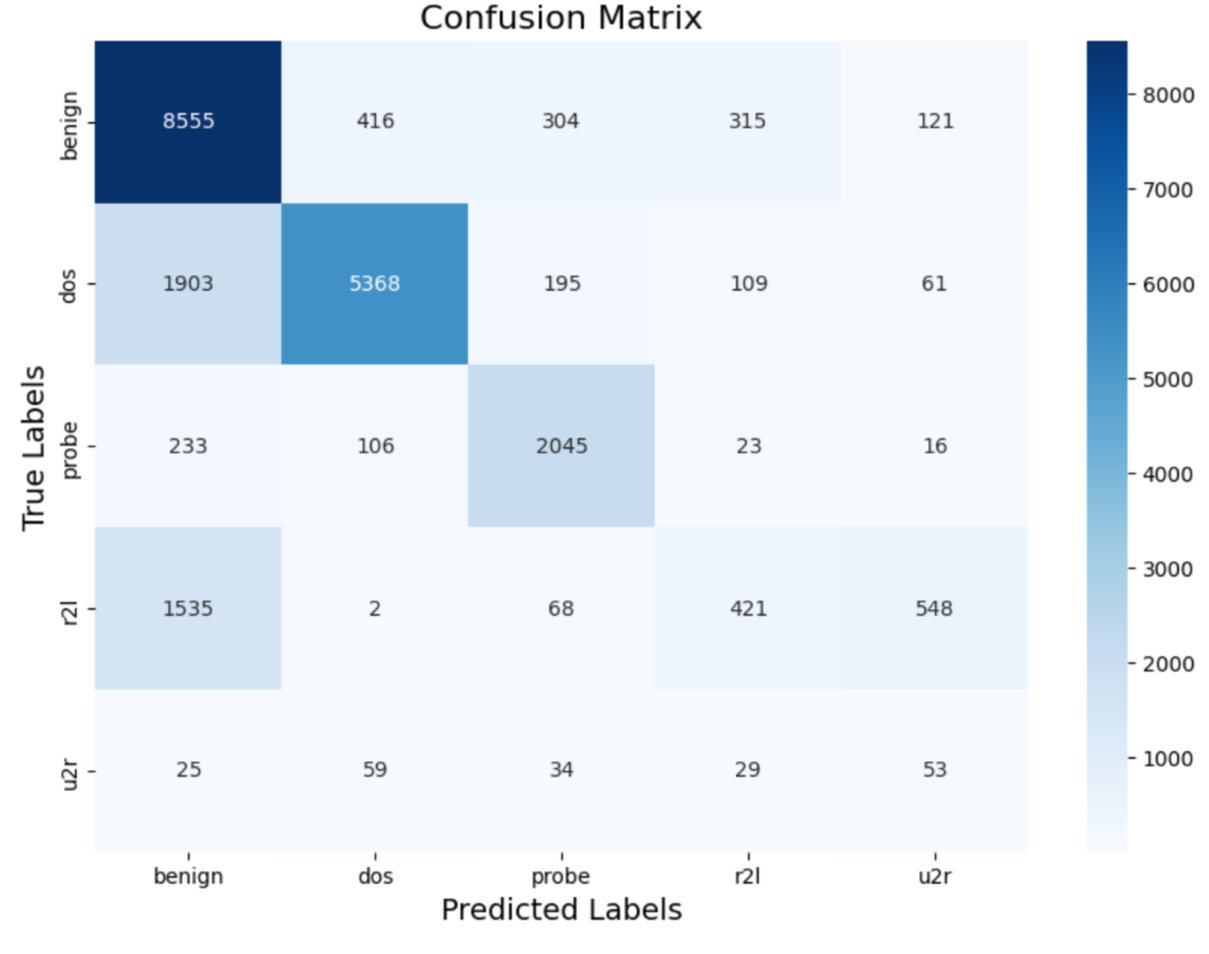 Confusion Matrix
True Labels
benign 8555 416 304 315 121
dos 1903 5368 195 109 61
probe 233 106 2045 23 16
r2l 1535 2 68 421 548
u2r 25 59 34 29 53
benign dos probe r2l u2r
Predicted Labels
8000
7000
6000
5000
4000
3000
2000
1000